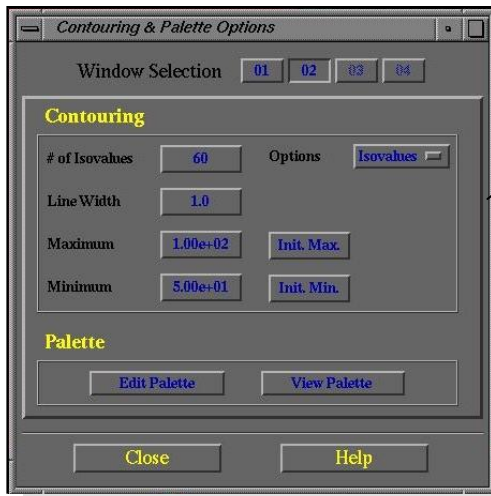 Contouring & Palette Options
Window Selection 01 02 03 04
Contouring
# of Isovalues 60 Options Isovalues
Line Width 1.0
Maximum 1.00e+02 Init. Max.
Minimum 5.00e+01 Init. Min.
Palette
Edit Palette View Palette
Close Help